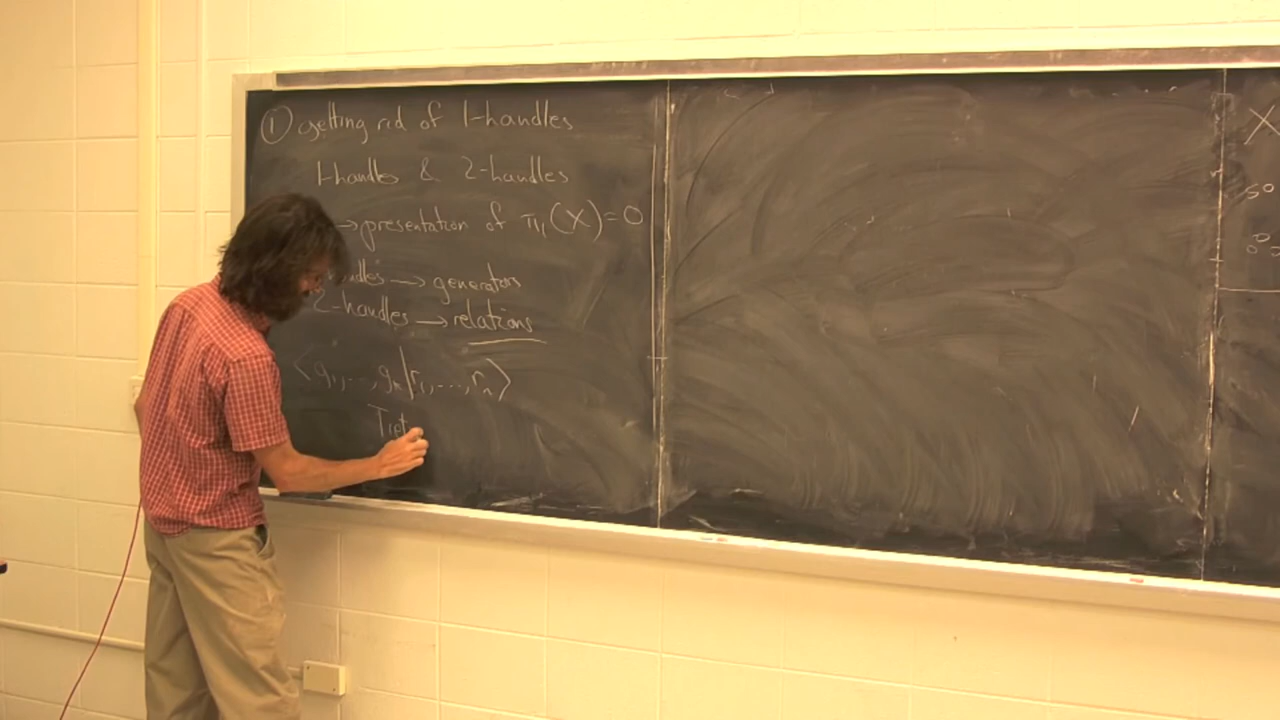 ① getting rid of 1-handles
1-handles & 2-handles
→ presentation of π₁(X)=0
ndles → generators
2-handles → relations
⟨g₁,...,gₙ|r₁,...,rₙ⟩
Tiet
X